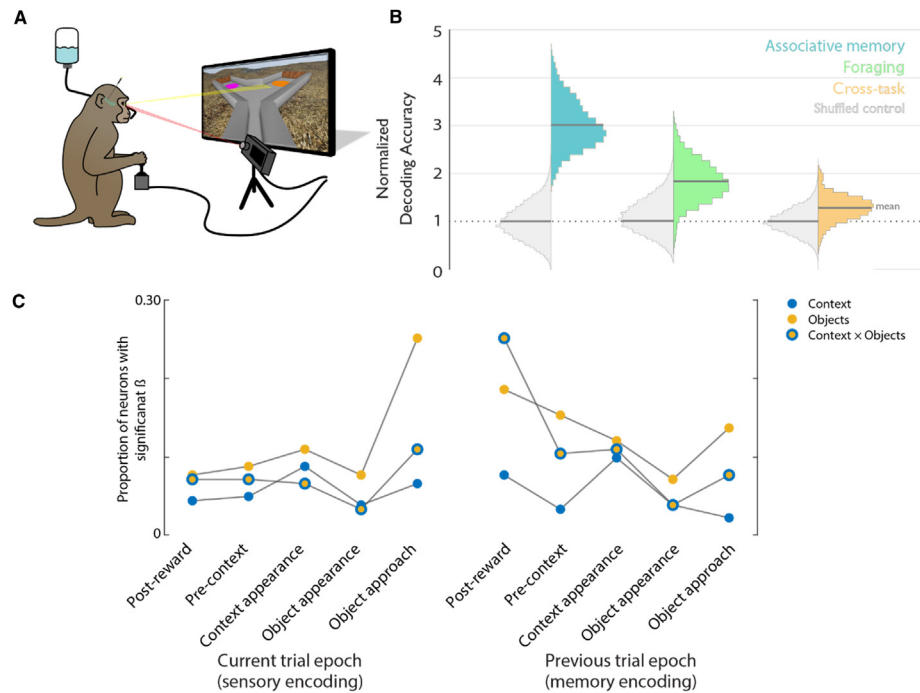 A
B
5
4
3
2
1
0
Normalized
Decoding Accuracy
Associative memory
Foraging
Cross-task
Shuffled control
mean
C
0.30
0
Proportion of neurons with
significanat ß
Context
Objects
Context × Objects
Post-reward
Pre-context
Context appearance
Object appearance
Object approach
Current trial epoch
(sensory encoding)
Post-reward
Pre-context
Context appearance
Object appearance
Object approach
Previous trial epoch
(memory encoding)